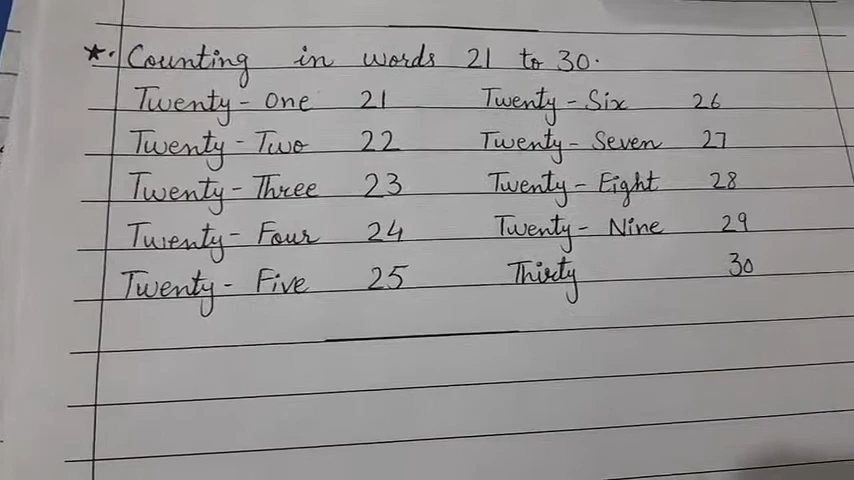 ★. Counting in words 21 to 30.
Twenty - One 21 Twenty - Six 26
Twenty - Two 22 Twenty - Seven 27
Twenty - Three 23 Twenty - Eight 28
Twenty - Four 24 Twenty - Nine 29
Twenty - Five 25 Thirty 30